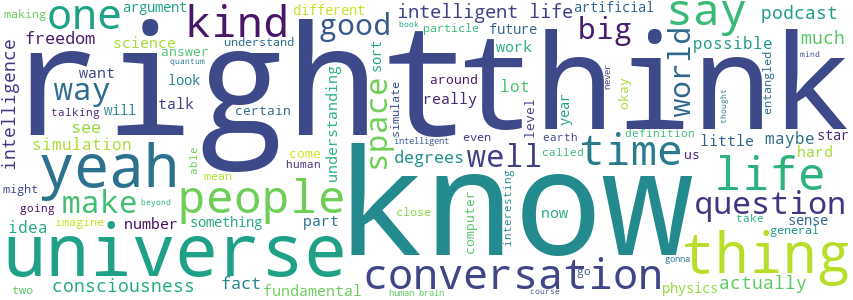 making
one
argument
kind
different
good
intelligent life
artificial
say
podcast
freedom
science
answer
understand
quantum
sort
book
particle
future
big
possible
much
right
think
intelligence
want
way
look
work
world
mind
will
talk
around
lot
never
okay
entangled
talking
certain
really
year
thought
see
understanding
simulate
level
simulation
space
intelligent
even
earth
definition
little
maybe
star
yeah
able
come
human
degrees
well
called
time
us
hard
might
make
mean
people
know
interesting
life
going
beyond
something
close
computer
now
question
take
sense
idea
imagine
number
part
general
universe
conversation
go
gonna
thing
two
consciousness
fact
fundamental
human brain
course
physics
actually